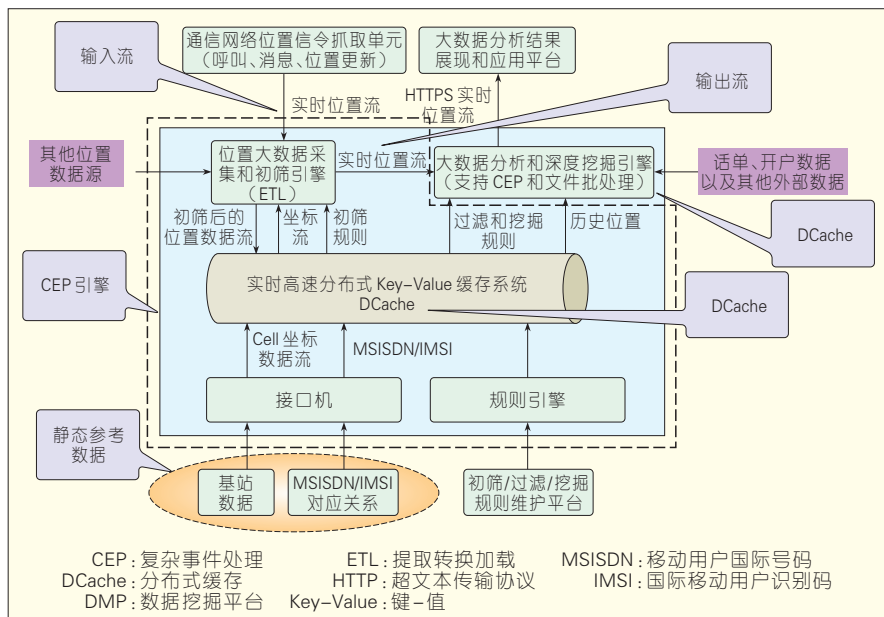 输入流
通信网络位置信令抓取单元
（呼叫、消息、位置更新）
大数据分析结果
展现和应用平台
输出流
实时位置流
HTTPS 实时
位置流
其他位置
数据源
位置大数据采
集和初筛引擎
（ETL）
实时位置流
大数据分析和深度挖掘引擎
（支持 CEP 和文件批处理）
话单、开户数据
以及其他外部数据
初筛后的
位置数据流
坐标
流
初筛
规则
过滤和挖掘
规则
历史位置
DCache
CEP 引擎
实时高速分布式 Key-Value 缓存系统
DCache
DCache
Cell 坐标
数据流
MSISDN/IMSI
接口机
规则引擎
静态参考
数据
基站
数据
MSISDN/IMSI
对应关系
初筛/过滤/挖掘
规则维护平台
CEP：复杂事件处理
ETL：提取转换加载
MSISDN：移动用户国际号码
DCache：分布式缓存
HTTP：超文本传输协议
IMSI：国际移动用户识别码
DMP：数据挖掘平台
Key-Value：键-值